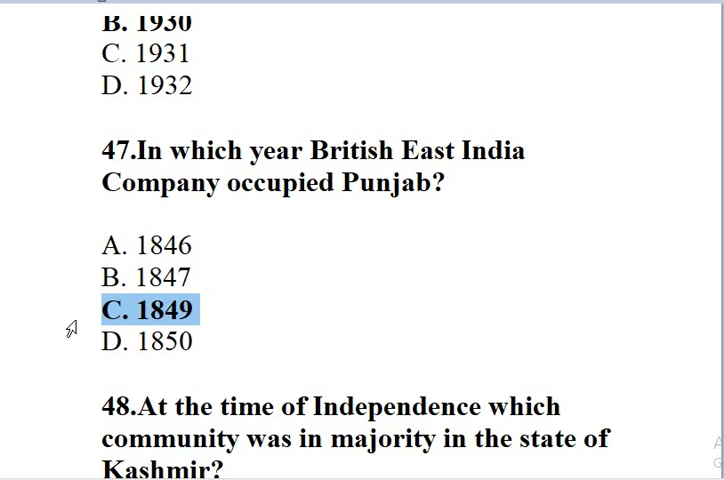 B. 1930
C. 1931
D. 1932
47.In which year British East India
Company occupied Punjab?
A. 1846
B. 1847
C. 1849
D. 1850
48.At the time of Independence which
community was in majority in the state of
Kashmir?